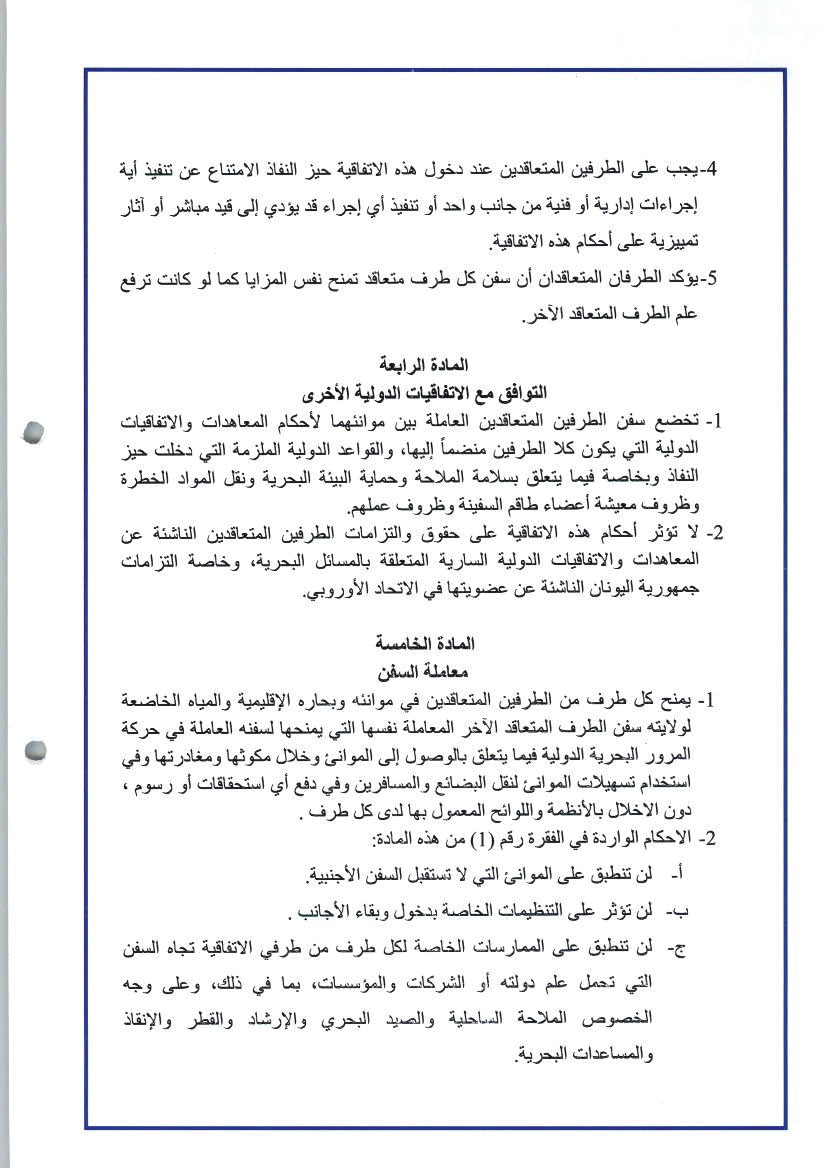 4-يجب على الطرفين المتعاقدين عند دخول هذه الاتفاقية حيز النفاذ الامتناع عن تنفيذ أية
إجراءات إدارية أو فنية من جانب واحد أو تنفيذ أي إجراء قد يؤدي إلى قيد مباشر أو آثار
تمييزية على أحكام هذه الاتفاقية.
5-يؤكد الطرفان المتعاقدان أن سفن كل طرف متعاقد تمنح نفس المزايا كما لو كانت ترفع
علم الطرف المتعاقد الآخر.
المادة الرابعة
التوافق مع الاتفاقيات الدولية الأخرى
1- تخضع سفن الطرفين المتعاقدين العاملة بين موانئهما لأحكام المعاهدات والاتفاقيات
الدولية التي يكون كلا الطرفين منضماً إليها، والقواعد الدولية الملزمة التي دخلت حيز
النفاذ وبخاصة فيما يتعلق بسلامة الملاحة وحماية البيئة البحرية ونقل المواد الخطرة
وظروف معيشة أعضاء طاقم السفينة وظروف عملهم.
2- لا تؤثر أحكام هذه الاتفاقية على حقوق والتزامات الطرفين المتعاقدين الناشئة عن
المعاهدات والاتفاقيات الدولية السارية المتعلقة بالمسائل البحرية، وخاصة التزامات
جمهورية اليونان الناشئة عن عضويتها في الاتحاد الأوروبي.
المادة الخامسة
معاملة السفن
1- يمنح كل طرف من الطرفين المتعاقدين في موانئه وبحاره الإقليمية والمياه الخاضعة
لولايته سفن الطرف المتعاقد الآخر المعاملة نفسها التي يمنحها لسفنه العاملة في حركة
المرور البحرية الدولية فيما يتعلق بالوصول إلى الموانئ وخلال مكوثها ومغادرتها وفي
استخدام تسهيلات الموانئ لنقل البضائع والمسافرين وفي دفع أي استحقاقات أو رسوم ،
دون الاخلال بالأنظمة واللوائح المعمول بها لدى كل طرف .
2- الاحكام الواردة في الفقرة رقم (1) من هذه المادة:
أ- لن تنطبق على الموانئ التي لا تستقبل السفن الأجنبية.
ب- لن تؤثر على التنظيمات الخاصة بدخول وبقاء الأجانب .
ج- لن تنطبق على الممارسات الخاصة لكل طرف من طرفي الاتفاقية تجاه السفن
التي تحمل علم دولته أو الشركات والمؤسسات، بما في ذلك، وعلى وجه
الخصوص الملاحة الساحلية والصيد البحري والإرشاد والقطر والإنقاذ
والمساعدات البحرية.